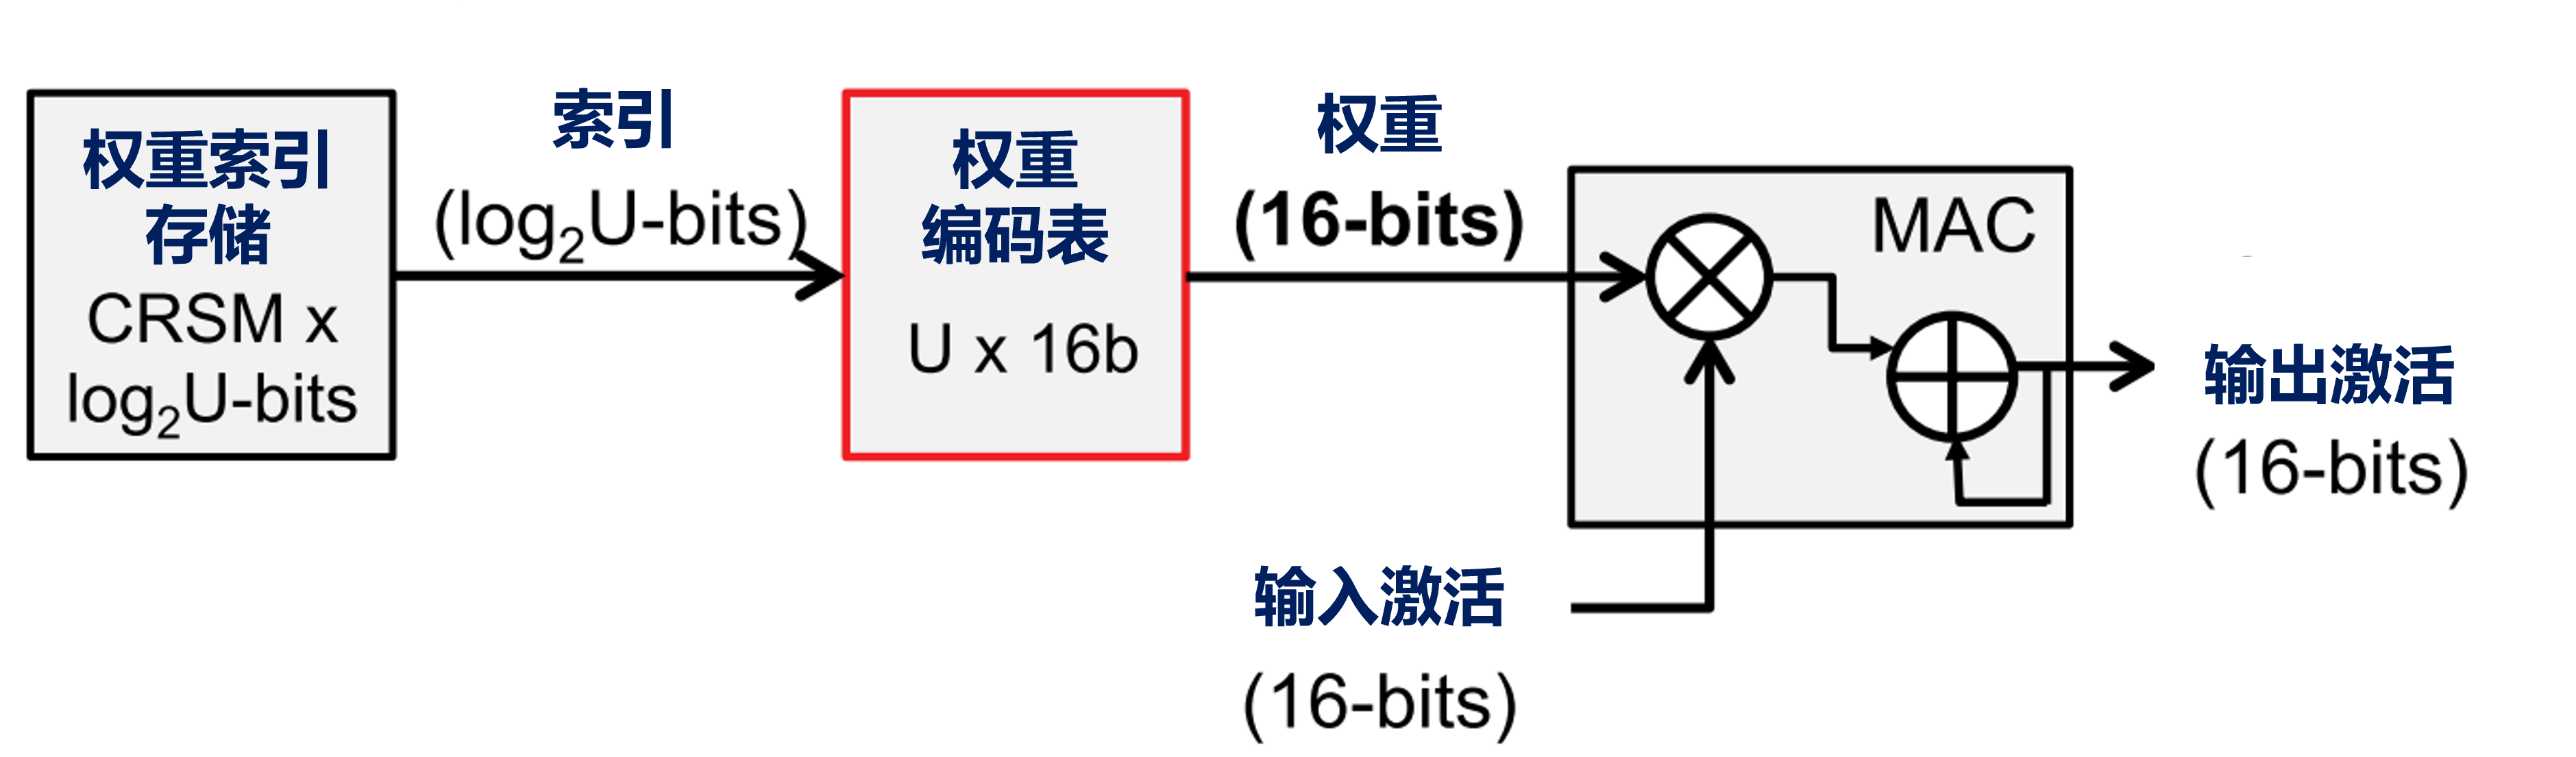 权重索引
存储
CRSM x
log₂U-bits
索引
(log₂U-bits)
权重
编码表
U x 16b
权重
(16-bits)
MAC
输入激活
(16-bits)
输出激活
(16-bits)